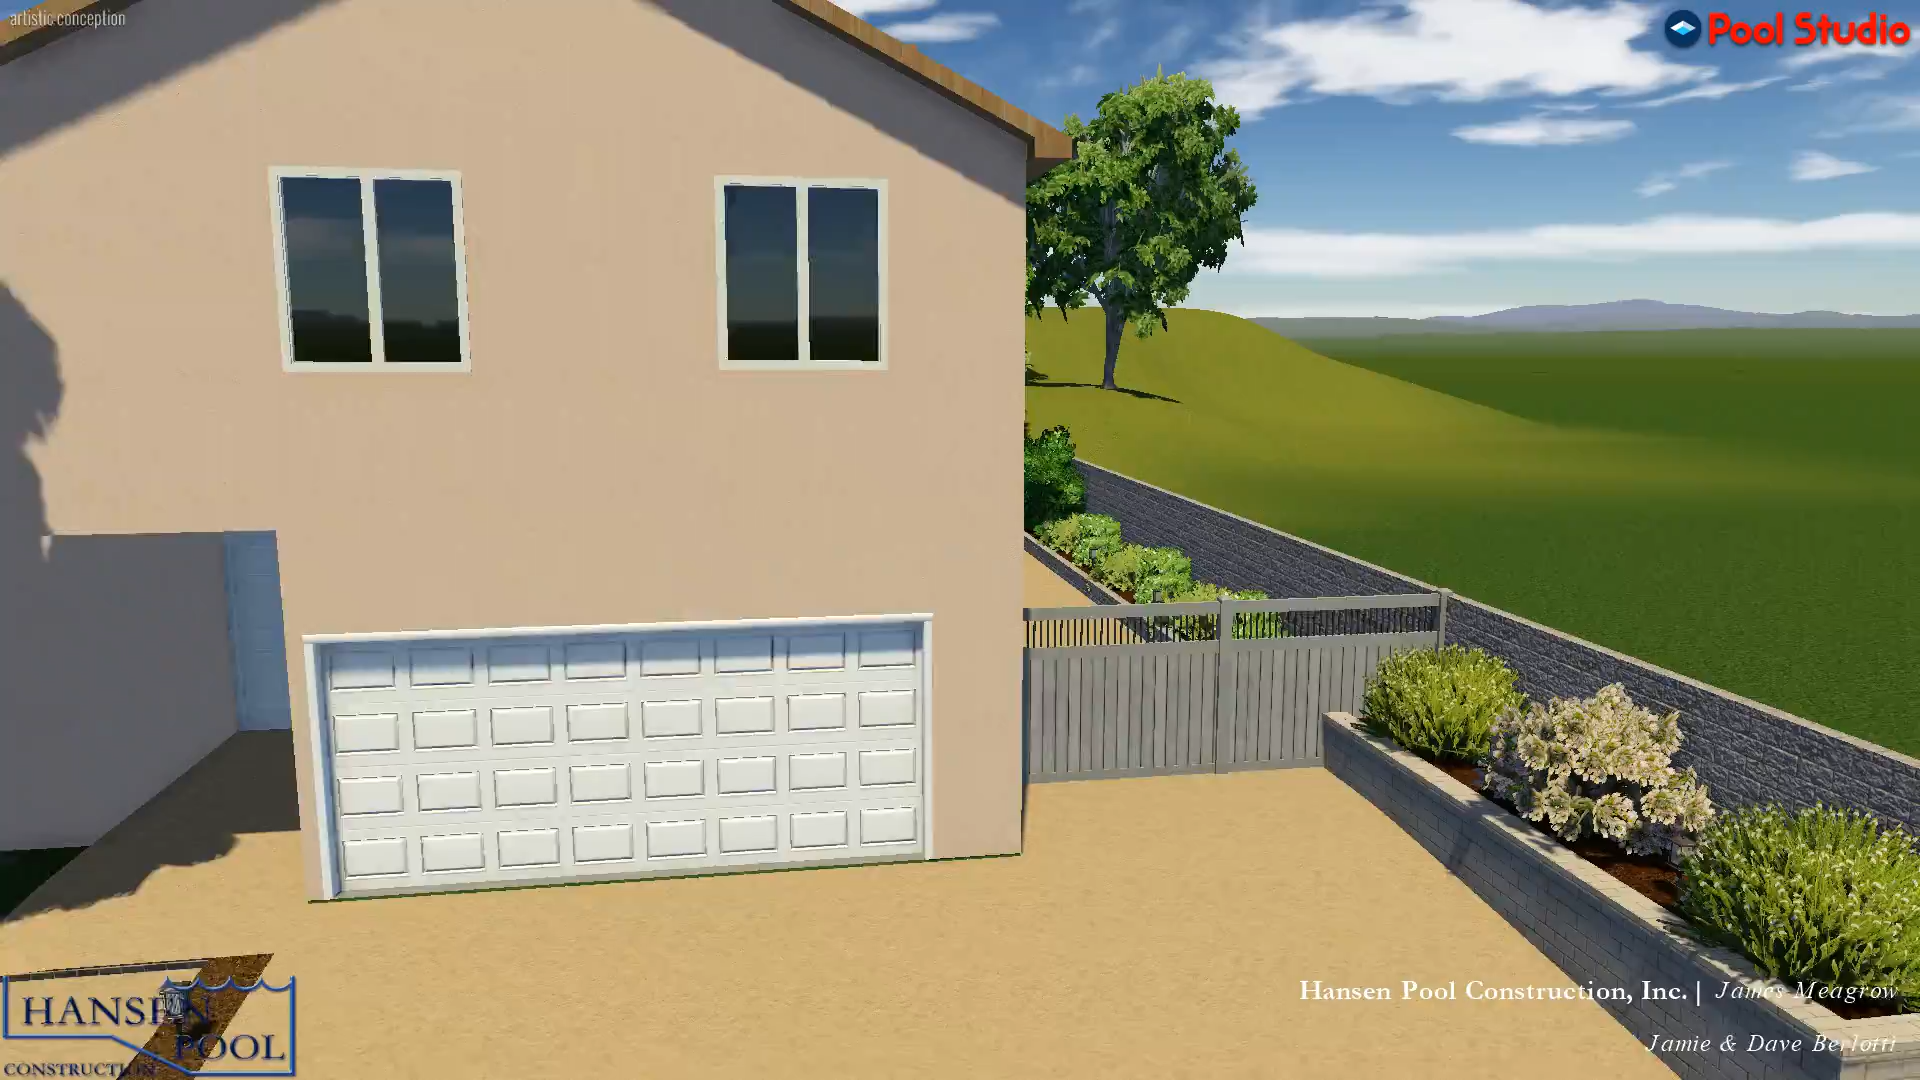 artistic conception
Pool Studio
HANSEN
POOL
CONSTRUCTION
Hansen Pool Construction, Inc. | James Meagrow
Jamie & Dave Berlotti